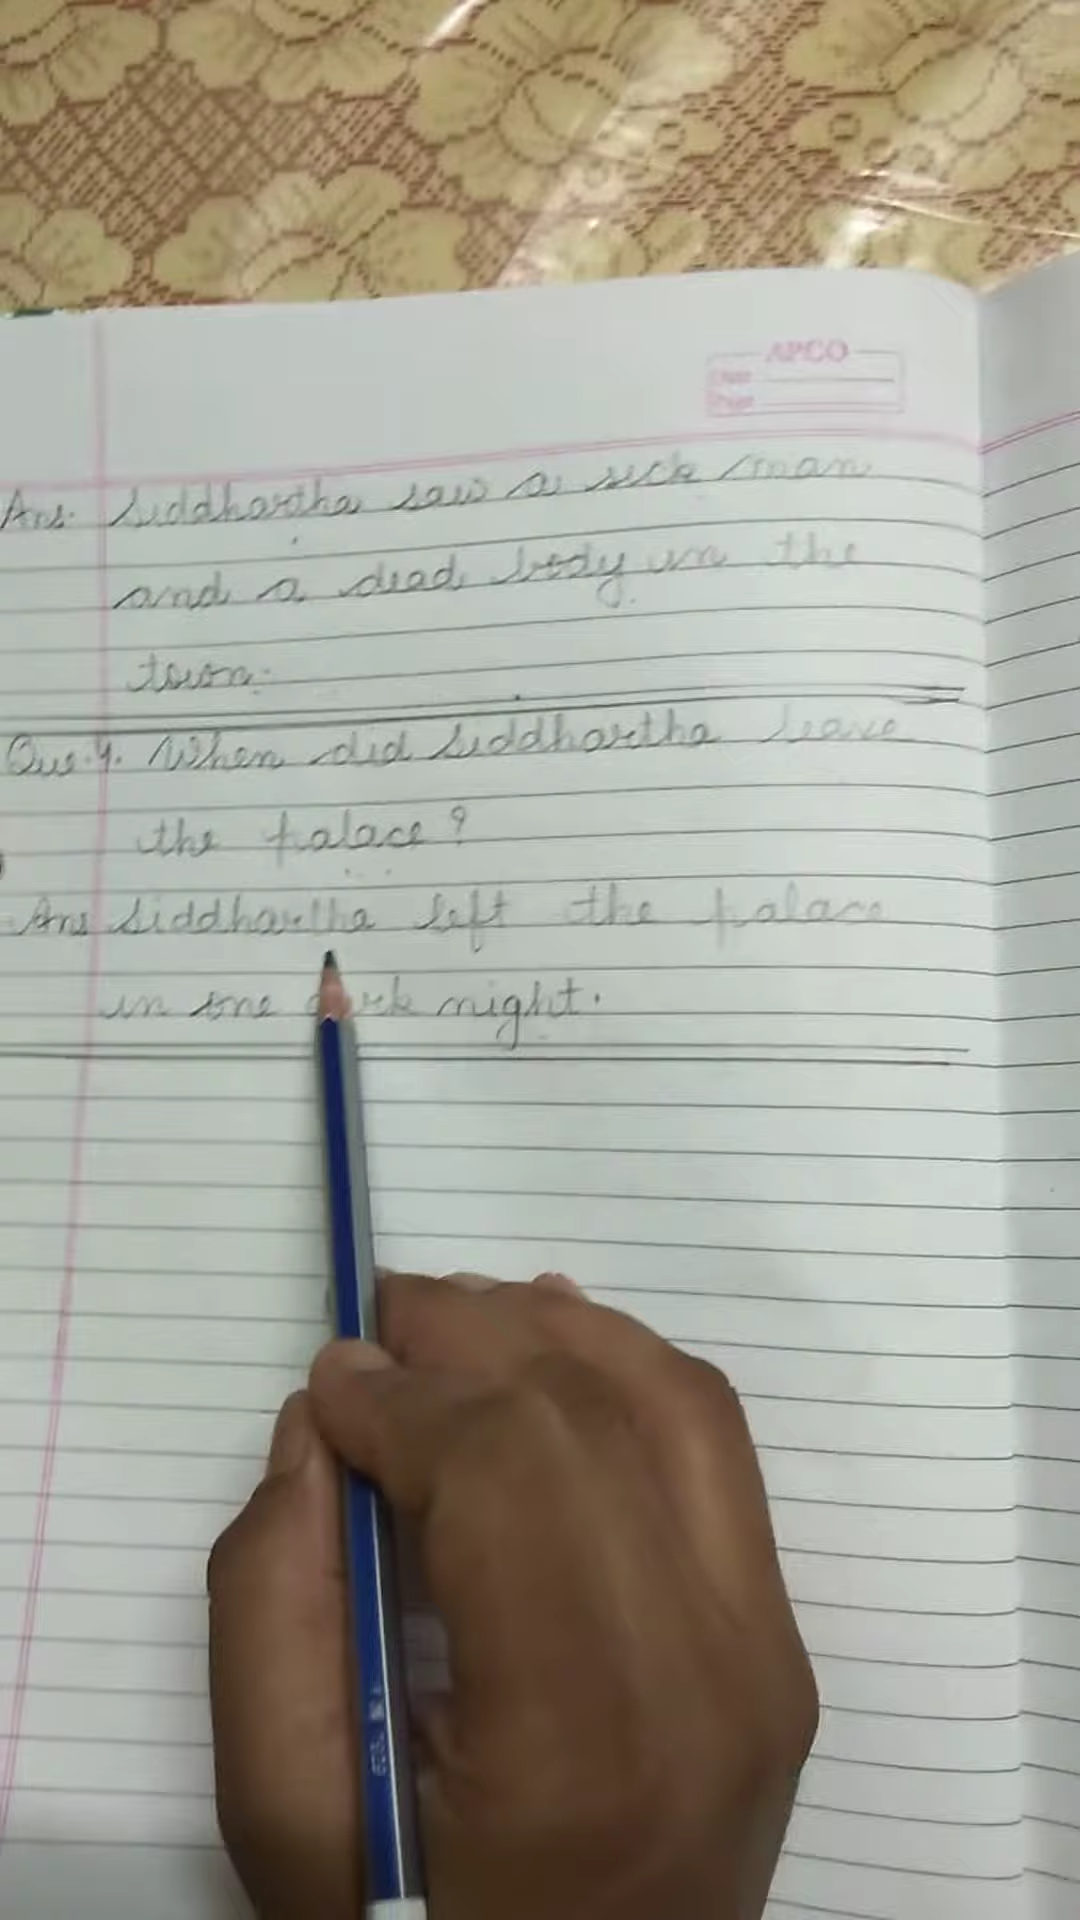 APCO
Date
Page
Ans. Siddhartha saw a sick man
and a dead body in the
town.
Que.4. When did Siddhartha leave
the palace?
Ans Siddhartha left the palace
in one dark night.